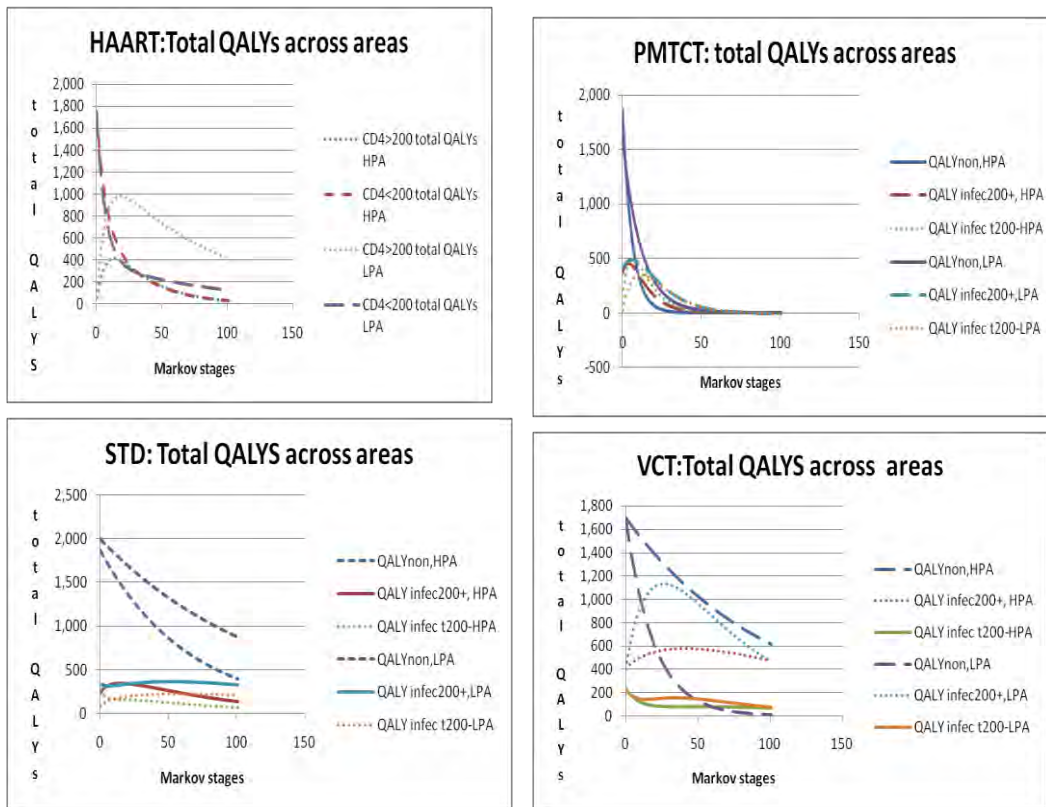 HAART:Total QALYs across areas
total QALYS
2,000
1,800
1,600
1,400
1,200
1,000
800
600
400
200
0
0 50 100 150
Markov stages
CD4>200 total QALYs
HPA
CD4<200 total QALYs
HPA
CD4>200 total QALYs
LPA
CD4<200 total QALYs
LPA
PMTCT: total QALYs across areas
total QALYs
2,000
1,500
1,000
500
0
-500
0 50 100 150
Markov stages
QALYnon,HPA
QALY infec200+, HPA
QALY infec t200-HPA
QALYnon,LPA
QALY infec200+,LPA
QALY infec t200-LPA
STD: Total QALYS across areas
total QALYs
2,500
2,000
1,500
1,000
500
0
0 50 100 150
Markov stages
QALYnon,HPA
QALY infec200+, HPA
QALY infec t200-HPA
QALYnon,LPA
QALY infec200+,LPA
QALY infec t200-LPA
VCT:Total QALYS across areas
total QALYs
1,800
1,600
1,400
1,200
1,000
800
600
400
200
0
0 50 100 150
Markov stages
QALYnon,HPA
QALY infec200+, HPA
QALY infec t200-HPA
QALYnon,LPA
QALY infec200+,LPA
QALY infec t200-LPA